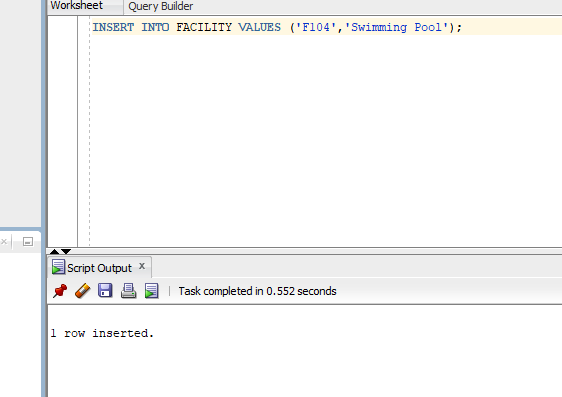 Worksheet Query Builder
INSERT INTO FACILITY VALUES ('F104','Swimming Pool');
Script Output x
Task completed in 0.552 seconds
1 row inserted.